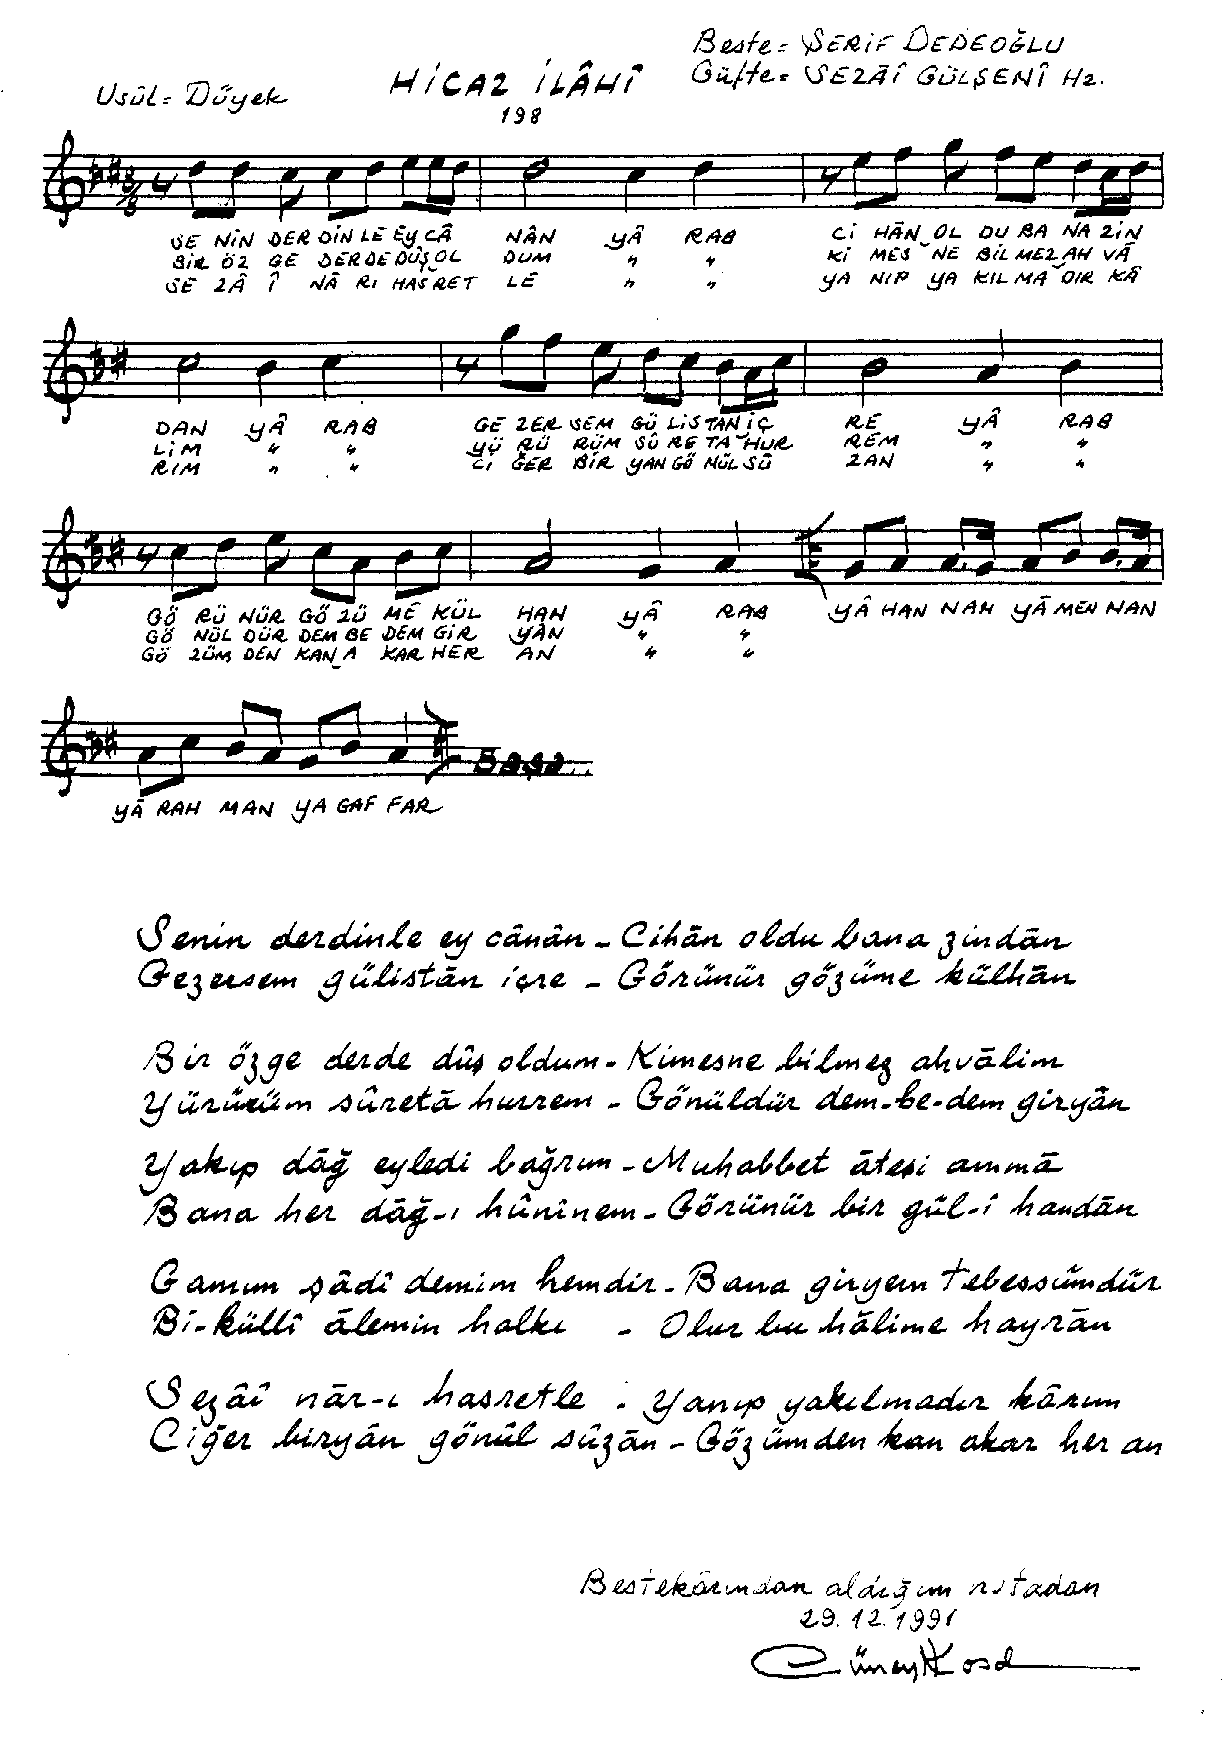 Beste = ŞERİF DEDEOĞLU
Usûl = Düyek HİCAZ İLÂHÎ Güfte = SEZÂÎ GÜLŞENÎ Hz.
198
8/8
SE NİN DER DİN LE EY CÂ NÂN YÂ RAB Cİ HÂN OL DU BA NA ZİN
BİR ÖZ GE DER DE DÜŞ OL DUM " " Kİ MES NE BİL MEZ AH VÂ
SE ZÂ Î NÂ RI HASRET LE " " YA NIP YA KIL MA DIR KÂ
DAN YÂ RAB GE ZER SEM GÜ LİS TAN İÇ RE YÂ RAB
LİM " " YÜ RÜ RÜM SÛ RE TA HUR REM " "
RIM " " Cİ ĞER BİR YAN GÖ NÜL SÛ ZAN " "
GÖ RÜ NÜR GÖ ZÜ ME KÜL HAN YÂ RAB YÂ HAN NAN YÂ MEN NAN
GÖ NÜL DÜR DEM BE DEM GİR YÂN " "
GÖ ZÜM DEN KAN A KAR HER AN " "
YÂ RAH MAN YA GAF FAR
Başa..
Senin derdinle ey cânân - Cihân oldu bana zindân
Gezersem gülistân içre - Görünür gözüme külhân
Bir özge derde dûş oldum - Kimesne bilmez ahvâlim
Yürürüm sûretâ hurrem - Gönüldür dem-be-dem giryân
Yakıp dâğ eyledi bağrım - Muhabbet âteşi ammâ
Bana her dâğ-ı hûnînem - Görünür bir gül-î handân
Gamım şâdî demim hemdir - Bana giryem tebessümdür
Bi-küllî âlemin halkı - Olur bu hâlime hayrân
Sezâî nâr-ı hasretle - Yanıp yakılmadır kârım
Ciğer biryân gönül sûzân - Gözümden kan akar her an
Bestekârından aldığım notadan
29.12.1991